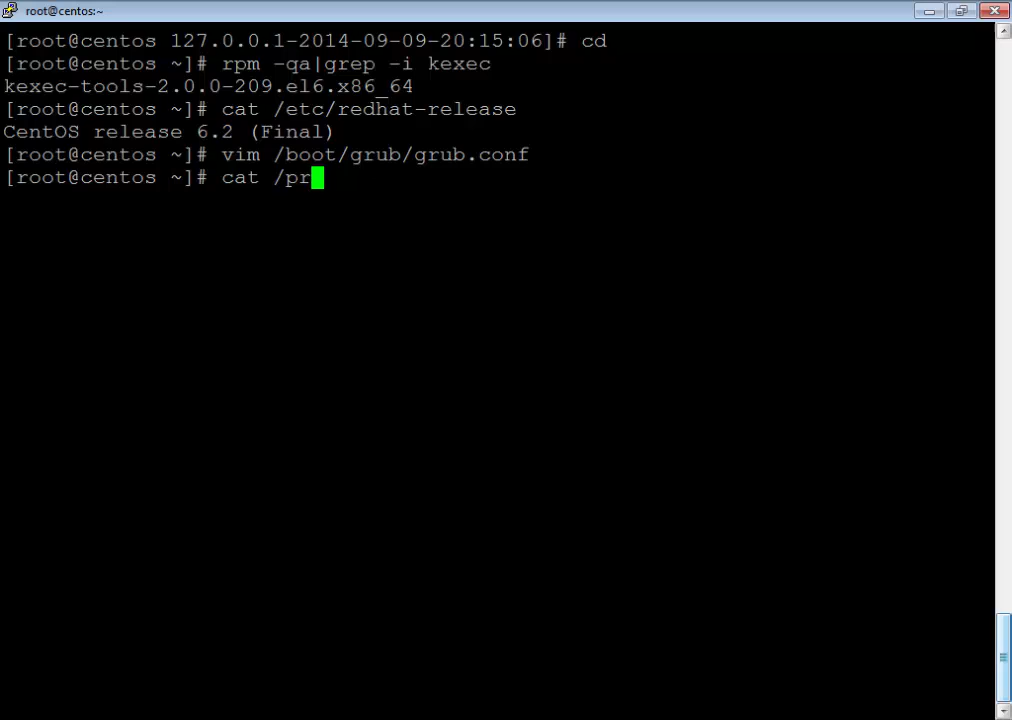 root@centos:~
[root@centos 127.0.0.1-2014-09-09-20:15:06]# cd
[root@centos ~]# rpm -qa|grep -i kexec
kexec-tools-2.0.0-209.el6.x86_64
[root@centos ~]# cat /etc/redhat-release
CentOS release 6.2 (Final)
[root@centos ~]# vim /boot/grub/grub.conf
[root@centos ~]# cat /pr